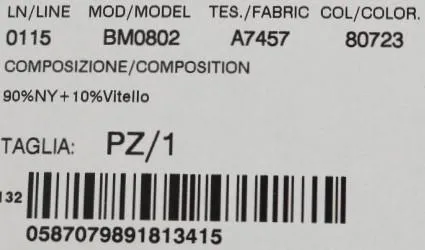 LN/LINE MOD/MODEL TES./FABRIC COL/COLOR.
0115 BM0802 A7457 80723
COMPOSIZIONE/COMPOSITION
90%NY+10%Vitello
TAGLIA: PZ/1
132
0587079891813415